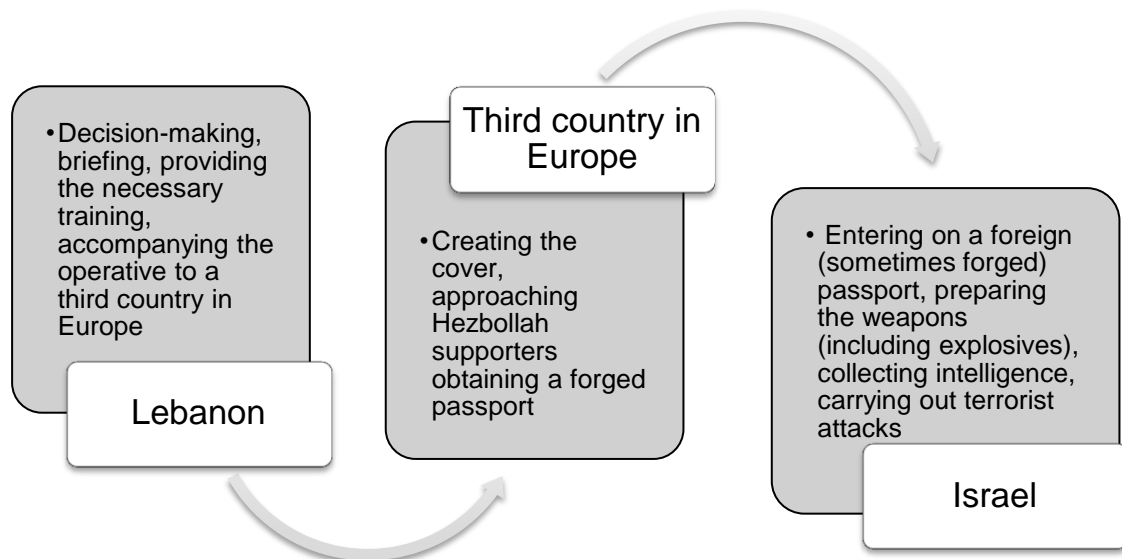 •Decision-making,
briefing, providing
the necessary
training,
accompanying the
operative to a
third country in
Europe
Lebanon
Third country in
Europe
•Creating the
cover,
approaching
Hezbollah
supporters
obtaining a forged
passport
• Entering on a foreign
(sometimes forged)
passport, preparing
the weapons
(including explosives),
collecting intelligence,
carrying out terrorist
attacks
Israel